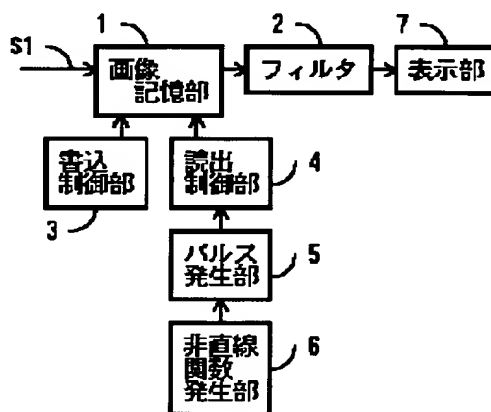 1
2
7
S1
画像
記憶部
フィルタ
表示部
書込
制御部
読出
制御部
3
4
パルス
発生部
5
非直線
関数
発生部
6